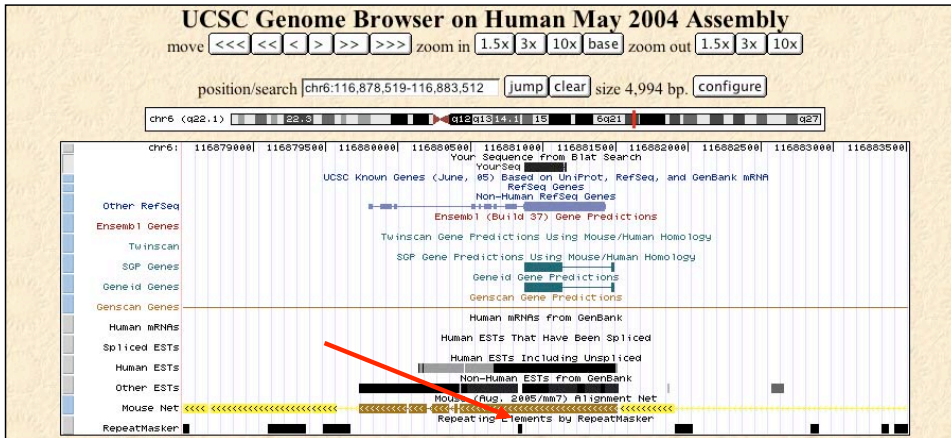 UCSC Genome Browser on Human May 2004 Assembly
move <<< << < > >> >>> zoom in 1.5x 3x 10x base zoom out 1.5x 3x 10x
position/search chr6:116,878,519-116,883,512 jump clear size 4,994 bp. configure
chr6 (q22.1) 22.3 q12 q13 14.1 15 6q21 q27
chr6: 116879000| 116879500| 116880000| 116880500| 116881000| 116881500| 116882000| 116882500| 116883000| 116883500|
Your Sequence from Blat Search
YourSeq
UCSC Known Genes (June, 05) Based on UniProt, RefSeq, and GenBank mRNA
RefSeq Genes
Non-Human RefSeq Genes
Other RefSeq
Ensembl (Build 37) Gene Predictions
Ensembl Genes
Twinscan Gene Predictions Using Mouse/Human Homology
Twinscan
SGP Gene Predictions Using Mouse/Human Homology
SGP Genes
Geneid Gene Predictions
Geneid Genes
Genscan Gene Predictions
Genscan Genes
Human mRNAs from GenBank
Human mRNAs
Human ESTs That Have Been Spliced
Spliced ESTs
Human ESTs Including Unspliced
Human ESTs
Non-Human ESTs from GenBank
Other ESTs
Mouse (Aug. 2005/mm7) Alignment Net
Mouse Net
Repeating Elements by RepeatMasker
RepeatMasker